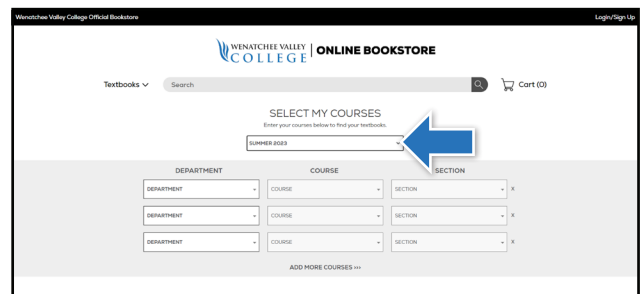 Wenatchee Valley College Official Bookstore Login/Sign Up
WENATCHEE VALLEY COLLEGE ONLINE BOOKSTORE
Textbooks Search Cart (0)
SELECT MY COURSES
Enter your courses below to find your textbooks.
SUMMER 2023
DEPARTMENT COURSE SECTION
DEPARTMENT COURSE SECTION X
DEPARTMENT COURSE SECTION X
DEPARTMENT COURSE SECTION X
ADD MORE COURSES >>>